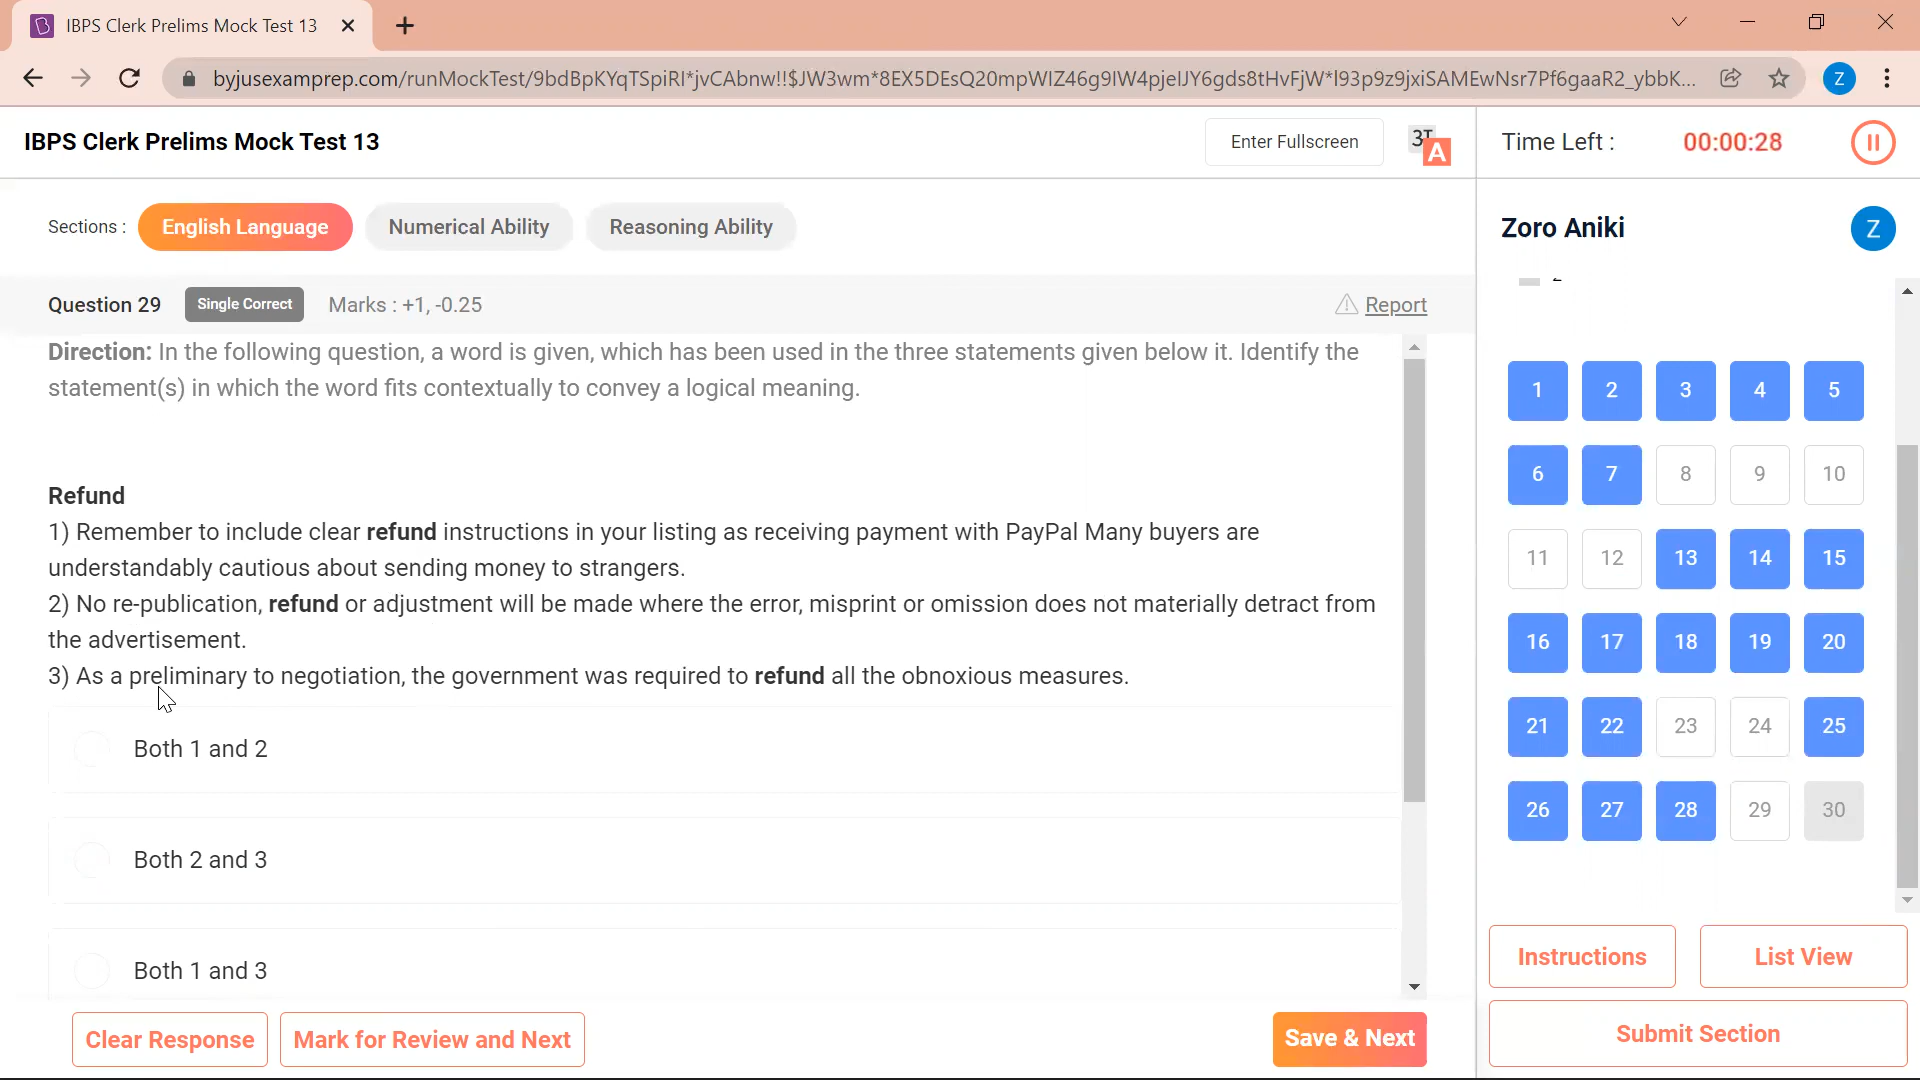 IBPS Clerk Prelims Mock Test 13
byjusexamprep.com/runMockTest/9bdBpKYqTSpiRI*jvCAbnw!!$JW3wm*8EX5DEsQ20mpWIZ46g9IW4pjeIJY6gds8tHvFjW*I93p9z9jxiSAMEwNsr7Pf6gaaR2_ybbK...
Z
IBPS Clerk Prelims Mock Test 13
Enter Fullscreen
A
Time Left :
00:00:28
Sections :
English Language
Numerical Ability
Reasoning Ability
Zoro Aniki
Z
Question 29
Single Correct
Marks : +1, -0.25
Report
Direction: In the following question, a word is given, which has been used in the three statements given below it. Identify the
statement(s) in which the word fits contextually to convey a logical meaning.
Refund
1) Remember to include clear refund instructions in your listing as receiving payment with PayPal Many buyers are
understandably cautious about sending money to strangers.
2) No re-publication, refund or adjustment will be made where the error, misprint or omission does not materially detract from
the advertisement.
3) As a preliminary to negotiation, the government was required to refund all the obnoxious measures.
Both 1 and 2
Both 2 and 3
Both 1 and 3
Clear Response
Mark for Review and Next
Save & Next
1 2 3 4 5
6 7 8 9 10
11 12 13 14 15
16 17 18 19 20
21 22 23 24 25
26 27 28 29 30
Instructions
List View
Submit Section